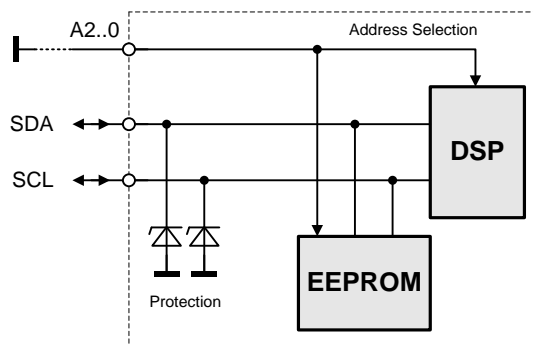 A2..0
Address Selection
SDA
DSP
SCL
EEPROM
Protection